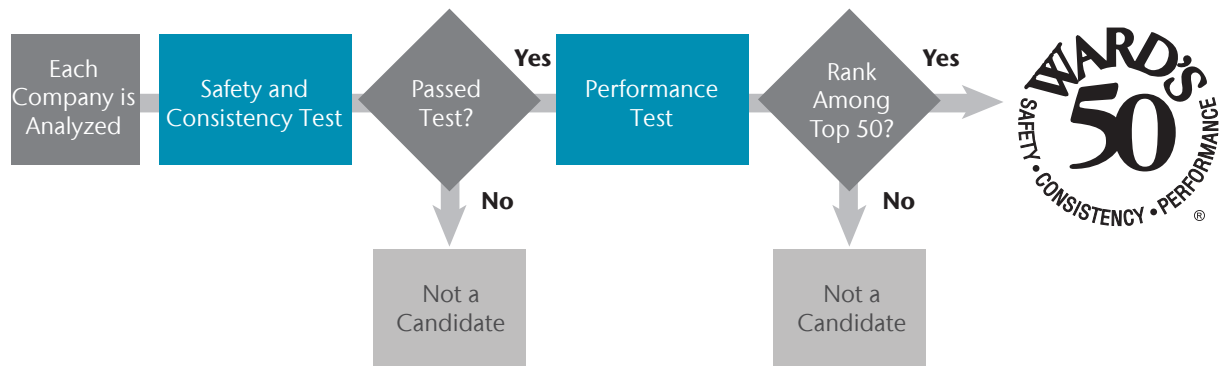 Each
Company is
Analyzed
Safety and
Consistency Test
Passed
Test?
Yes
No
Not a
Candidate
Performance
Test
Rank
Among
Top 50?
Yes
No
Not a
Candidate
WARD'S
50
SAFETY • CONSISTENCY • PERFORMANCE
®